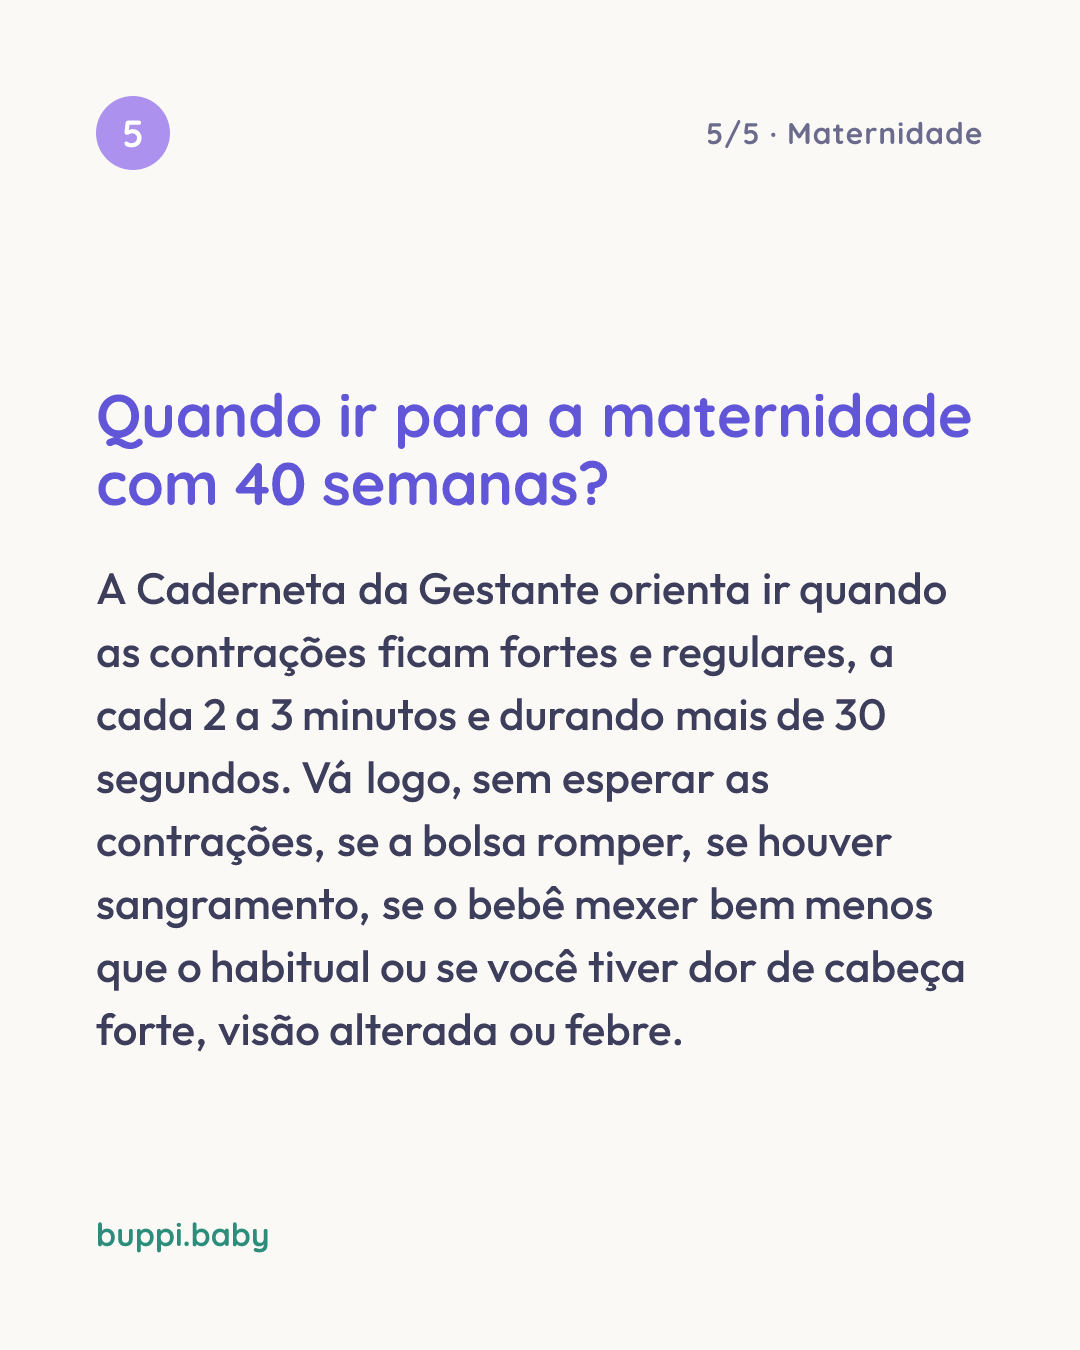 5
5/5 · Maternidade
Quando ir para a maternidade
com 40 semanas?
A Caderneta da Gestante orienta ir quando
as contrações ficam fortes e regulares, a
cada 2 a 3 minutos e durando mais de 30
segundos. Vá logo, sem esperar as
contrações, se a bolsa romper, se houver
sangramento, se o bebê mexer bem menos
que o habitual ou se você tiver dor de cabeça
forte, visão alterada ou febre.
buppi.baby